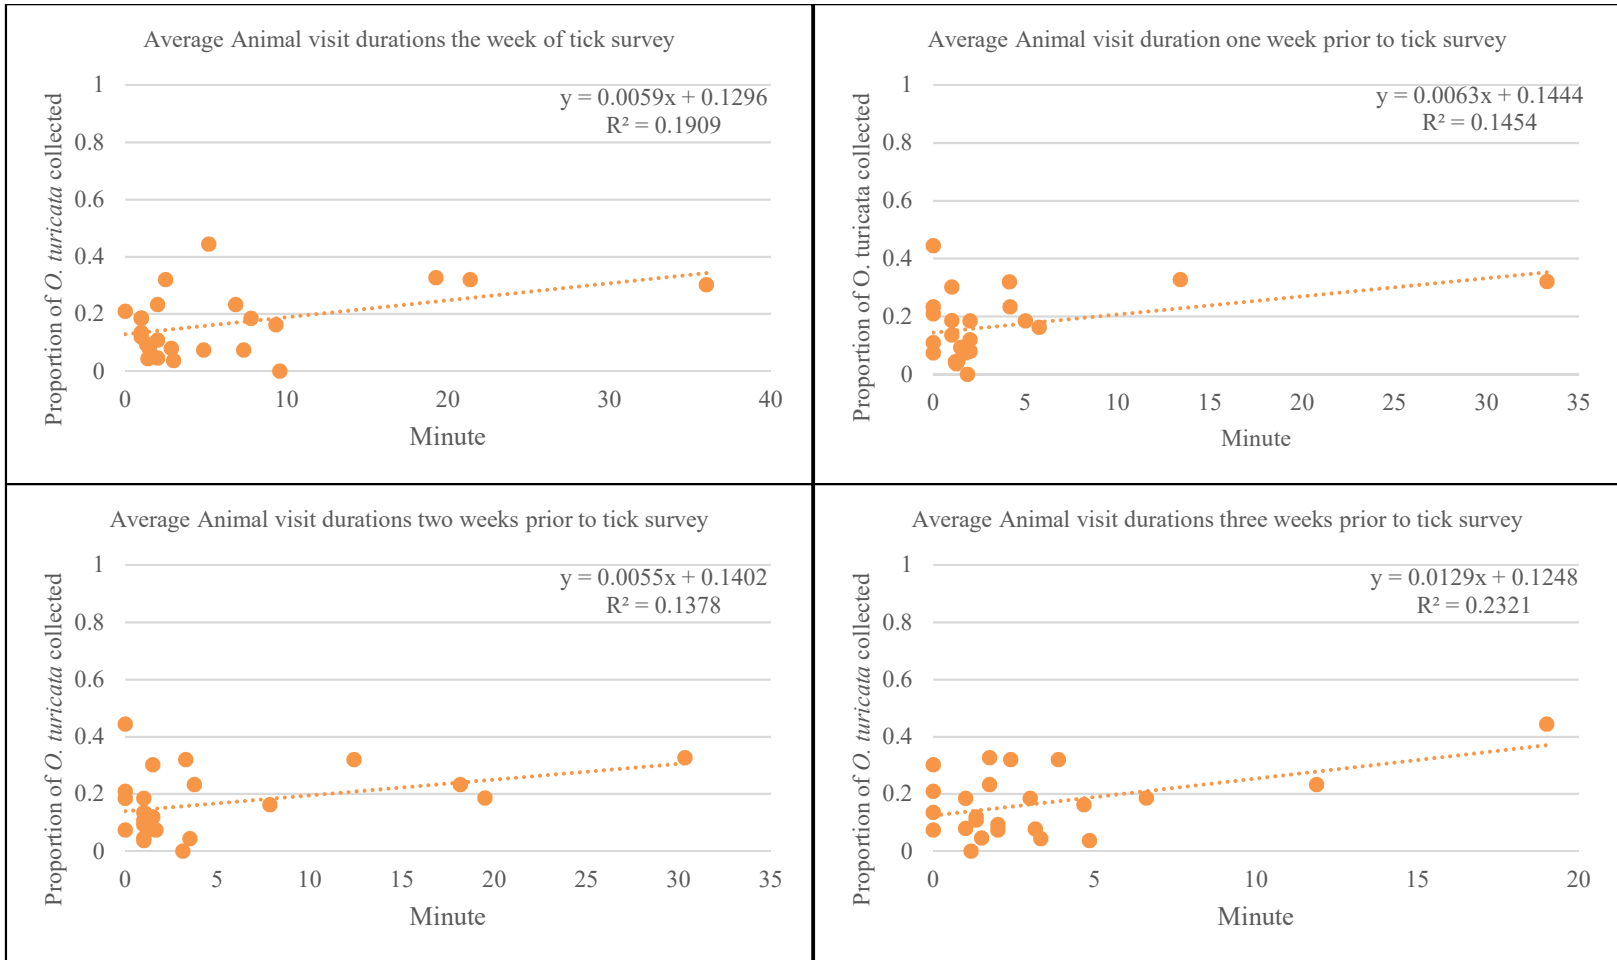 Average Animal visit durations the week of tick survey
y = 0.0059x + 0.1296
R² = 0.1909
Proportion of O. turicata collected
1
0.8
0.6
0.4
0.2
0
0
10
20
30
40
Minute
Average Animal visit duration one week prior to tick survey
y = 0.0063x + 0.1444
R² = 0.1454
Proportion of O. turicata collected
1
0.8
0.6
0.4
0.2
0
0
5
10
15
20
25
30
35
Minute
Average Animal visit durations two weeks prior to tick survey
y = 0.0055x + 0.1402
R² = 0.1378
Proportion of O. turicata collected
1
0.8
0.6
0.4
0.2
0
0
5
10
15
20
25
30
35
Minute
Average Animal visit durations three weeks prior to tick survey
y = 0.0129x + 0.1248
R² = 0.2321
Proportion of O. turicata collected
1
0.8
0.6
0.4
0.2
0
0
5
10
15
20
Minute